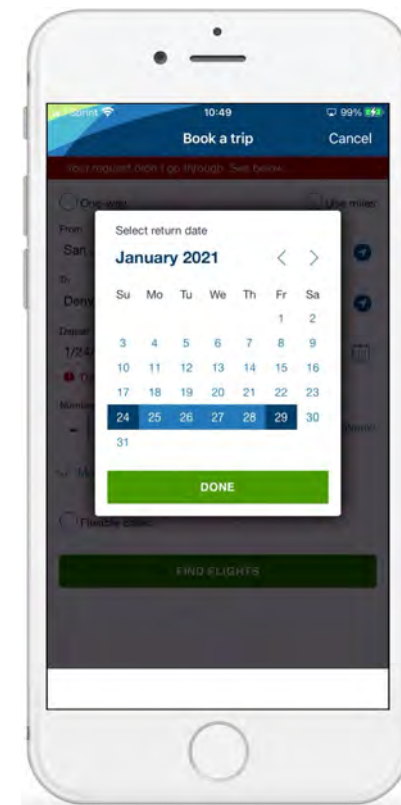 Sprint 10:49 99%
Book a trip Cancel
Your request didn't go through. See below.
One-way Use miles
From
San
To
Denv
Depart
1/24/
Select return date
January 2021
Su Mo Tu We Th Fr Sa
1 2
3 4 5 6 7 8 9
10 11 12 13 14 15 16
17 18 19 20 21 22 23
24 25 26 27 28 29 30
31
DONE
Number
-
Flexible
FIND FLIGHTS